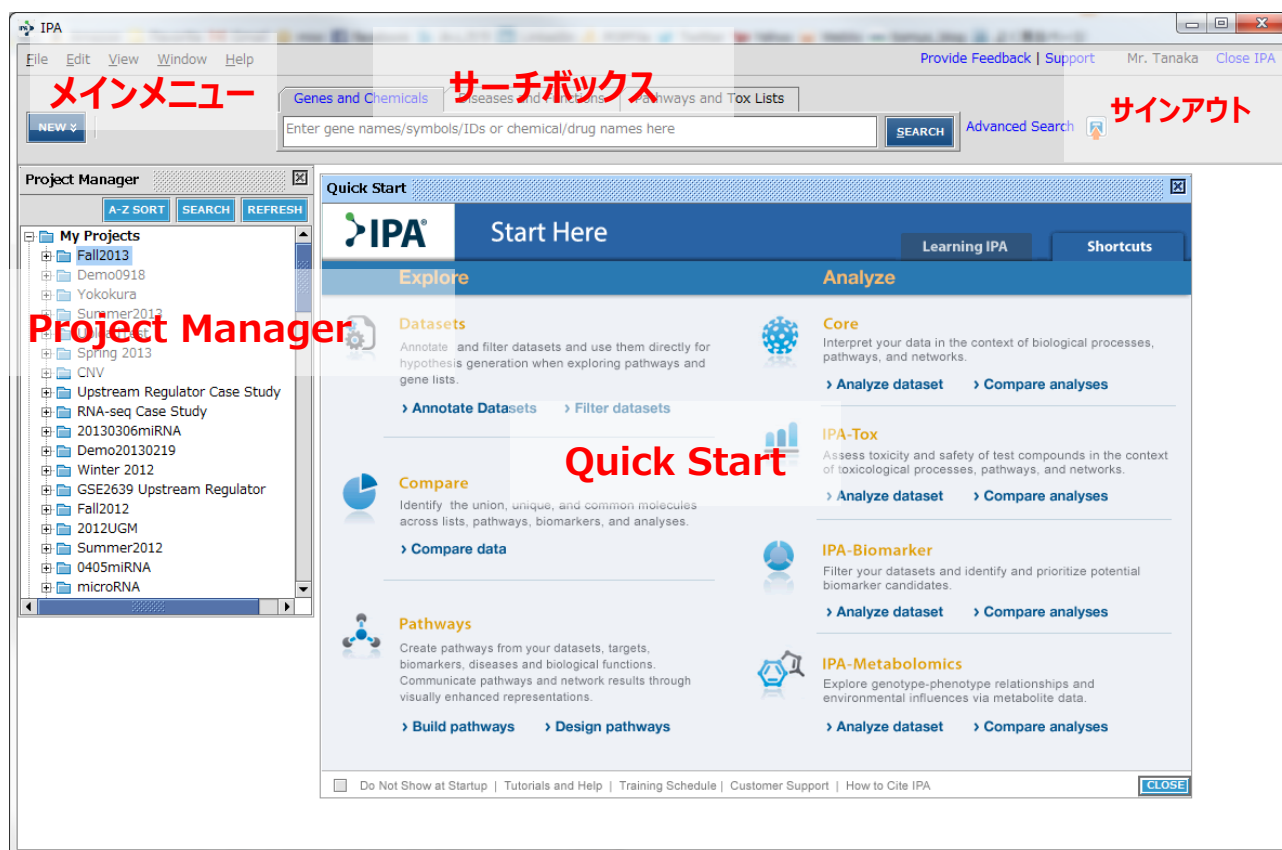 IPA
File Edit View Window Help
Provide Feedback | Support Mr. Tanaka Close IPA
メインメニュー
サーチボックス
サインアウト
Genes and Chemicals Diseases and Functions Pathways and Tox Lists
NEW
Enter gene names/symbols/IDs or chemical/drug names here
SEARCH
Advanced Search
Project Manager
A-Z SORT SEARCH REFRESH
My Projects
Fall2013
Demo0918
Yokokura
Summer2013
Project Manager
Spring 2013
CNV
Upstream Regulator Case Study
RNA-seq Case Study
20130306miRNA
Demo20130219
Winter 2012
GSE2639 Upstream Regulator
Fall2012
2012UGM
Summer2012
0405miRNA
microRNA
Quick Start
IPA®
Start Here
Learning IPA
Shortcuts
Explore
Datasets
Annotate and filter datasets and use them directly for
hypothesis generation when exploring pathways and
gene lists.
› Annotate Datasets › Filter datasets
Quick Start
Compare
Identify the union, unique, and common molecules
across lists, pathways, biomarkers, and analyses.
› Compare data
Pathways
Create pathways from your datasets, targets,
biomarkers, diseases and biological functions.
Communicate pathways and network results through
visually enhanced representations.
› Build pathways › Design pathways
Analyze
Core
Interpret your data in the context of biological processes,
pathways, and networks.
› Analyze dataset › Compare analyses
IPA-Tox
Assess toxicity and safety of test compounds in the context
of toxicological processes, pathways, and networks.
› Analyze dataset › Compare analyses
IPA-Biomarker
Filter your datasets and identify and prioritize potential
biomarker candidates.
› Analyze dataset › Compare analyses
IPA-Metabolomics
Explore genotype-phenotype relationships and
environmental influences via metabolite data.
› Analyze dataset › Compare analyses
Do Not Show at Startup | Tutorials and Help | Training Schedule | Customer Support | How to Cite IPA
CLOSE